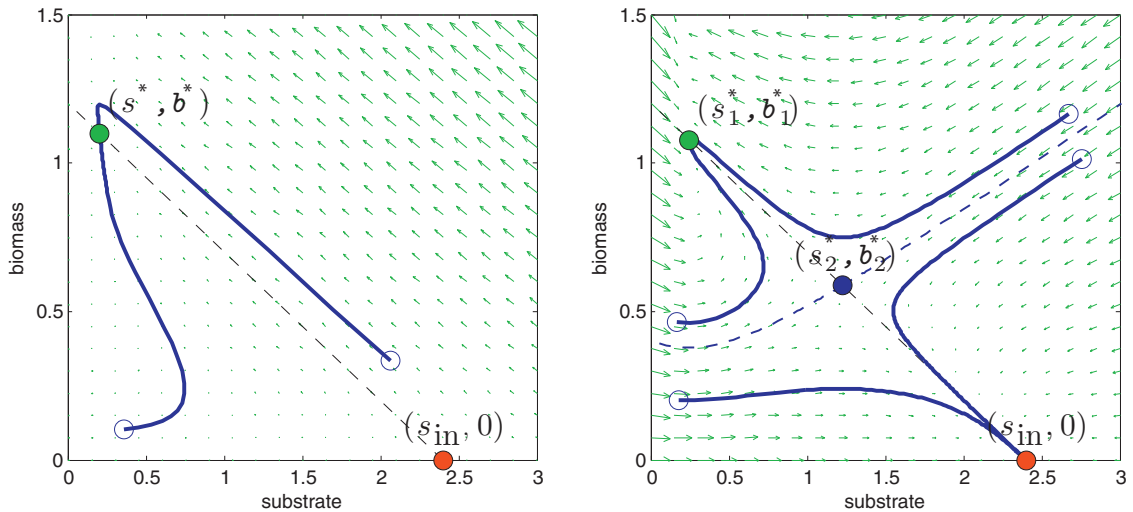 1.5
1
0.5
0
biomass
(s*, b*)
(s_in, 0)
0 0.5 1 1.5 2 2.5 3
substrate
1.5
1
0.5
0
biomass
(s*_1, b*_1)
(s*_2, b*_2)
(s_in, 0)
0 0.5 1 1.5 2 2.5 3
substrate